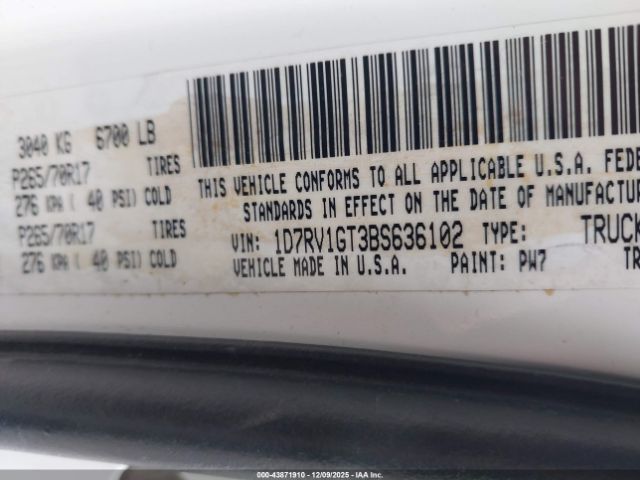 3040 KG 6700 LB
P265/70R17 TIRES
276 KPA ( 40 PSI) COLD
P265/70R17 TIRES
276 KPA ( 40 PSI) COLD
THIS VEHICLE CONFORMS TO ALL APPLICABLE U.S.A. FEDE
STANDARDS IN EFFECT ON THE DATE OF MANUFACTUR
VIN: 1D7RV1GT3BS636102 TYPE: TRUCK
VEHICLE MADE IN U.S.A. PAINT: PW7 TR
000-43871910 - 12/09/2025 - IAA Inc.